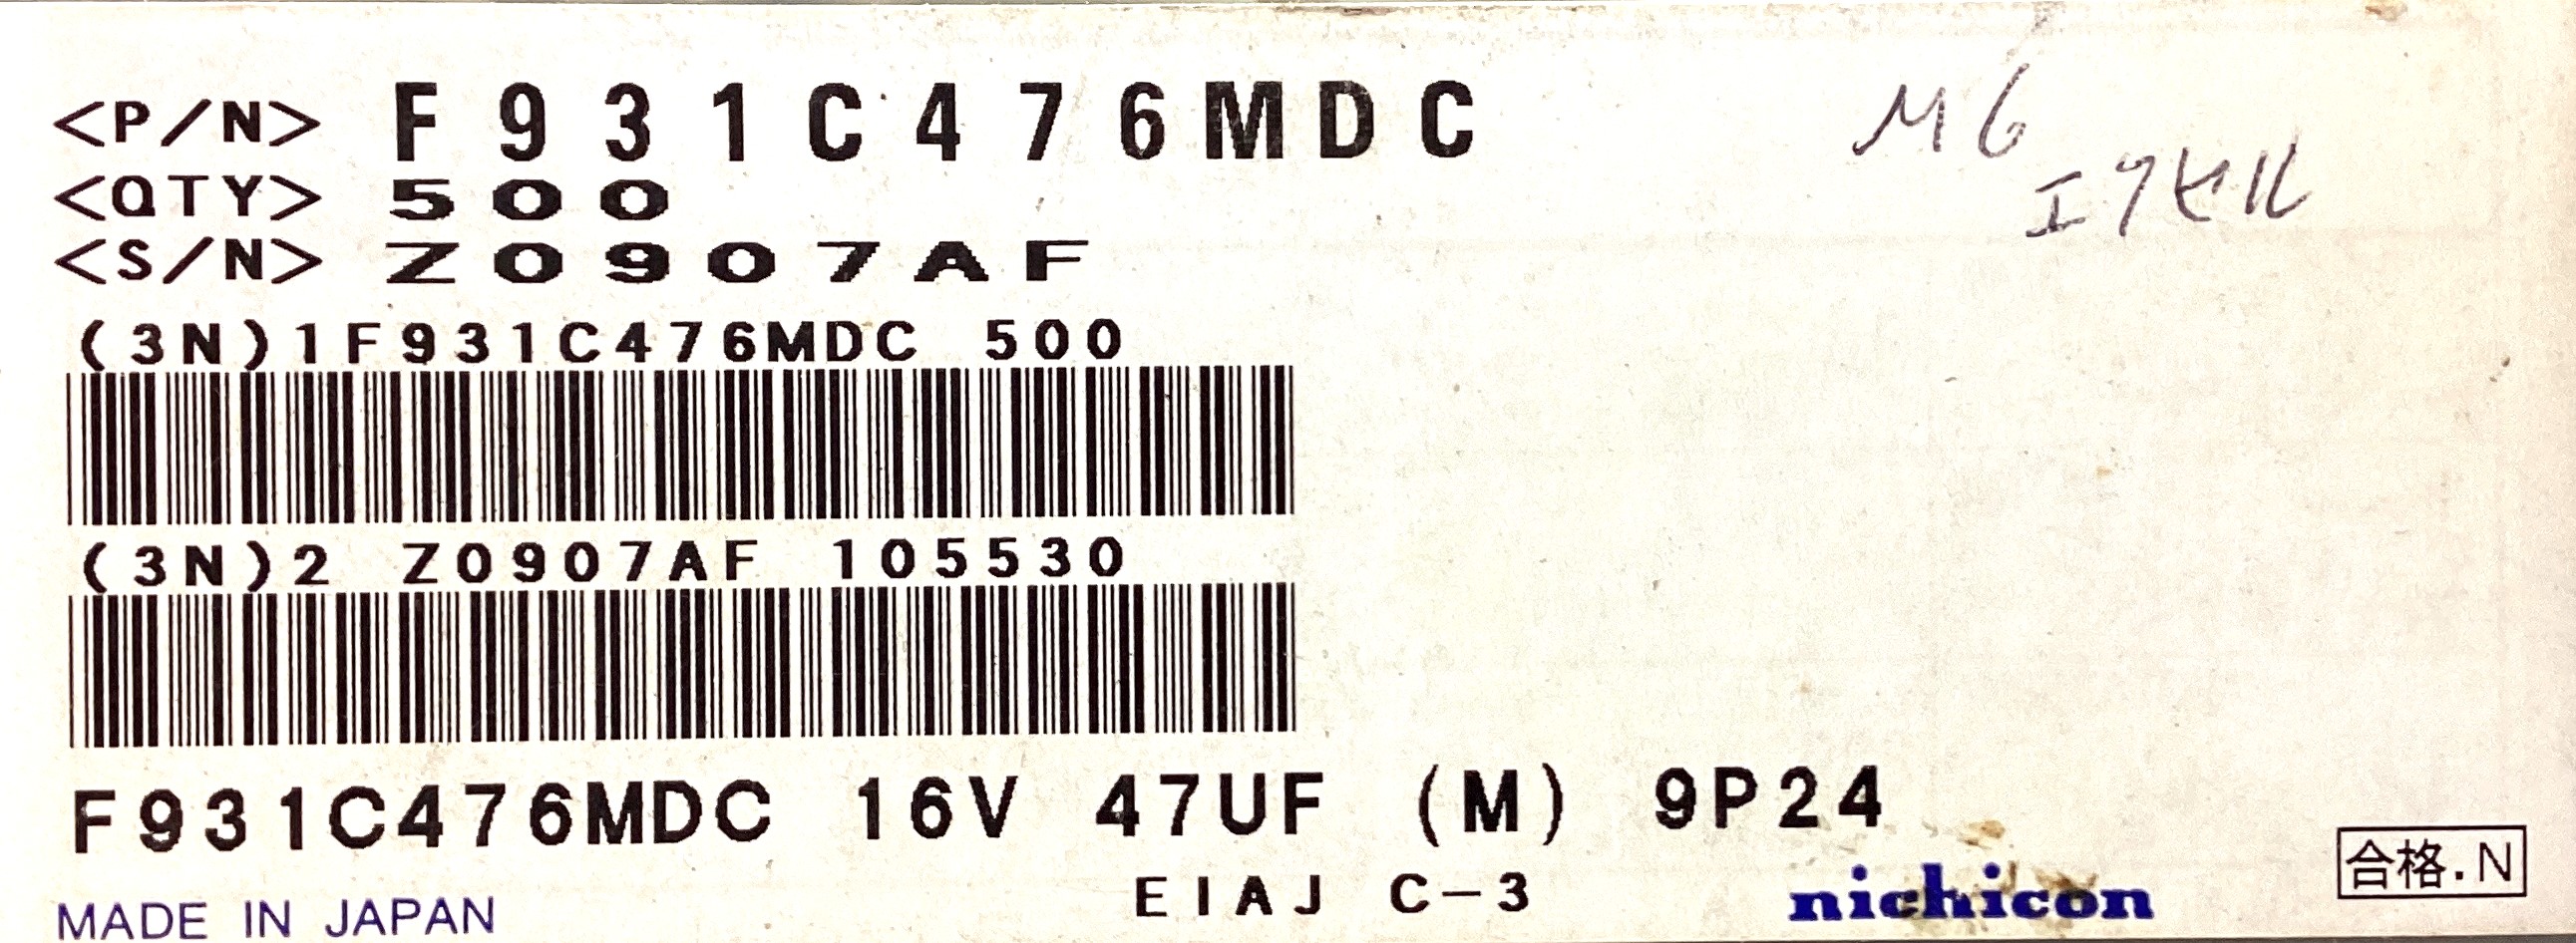 <P/N> F931C476MDC
M6
エクセル
<QTY> 500
<S/N> Z0907AF
(3N)1F931C476MDC 500
(3N)2 Z0907AF 105530
F931C476MDC 16V 47UF (M) 9P24
EIAJ C-3
MADE IN JAPAN
nichicon
合格.N